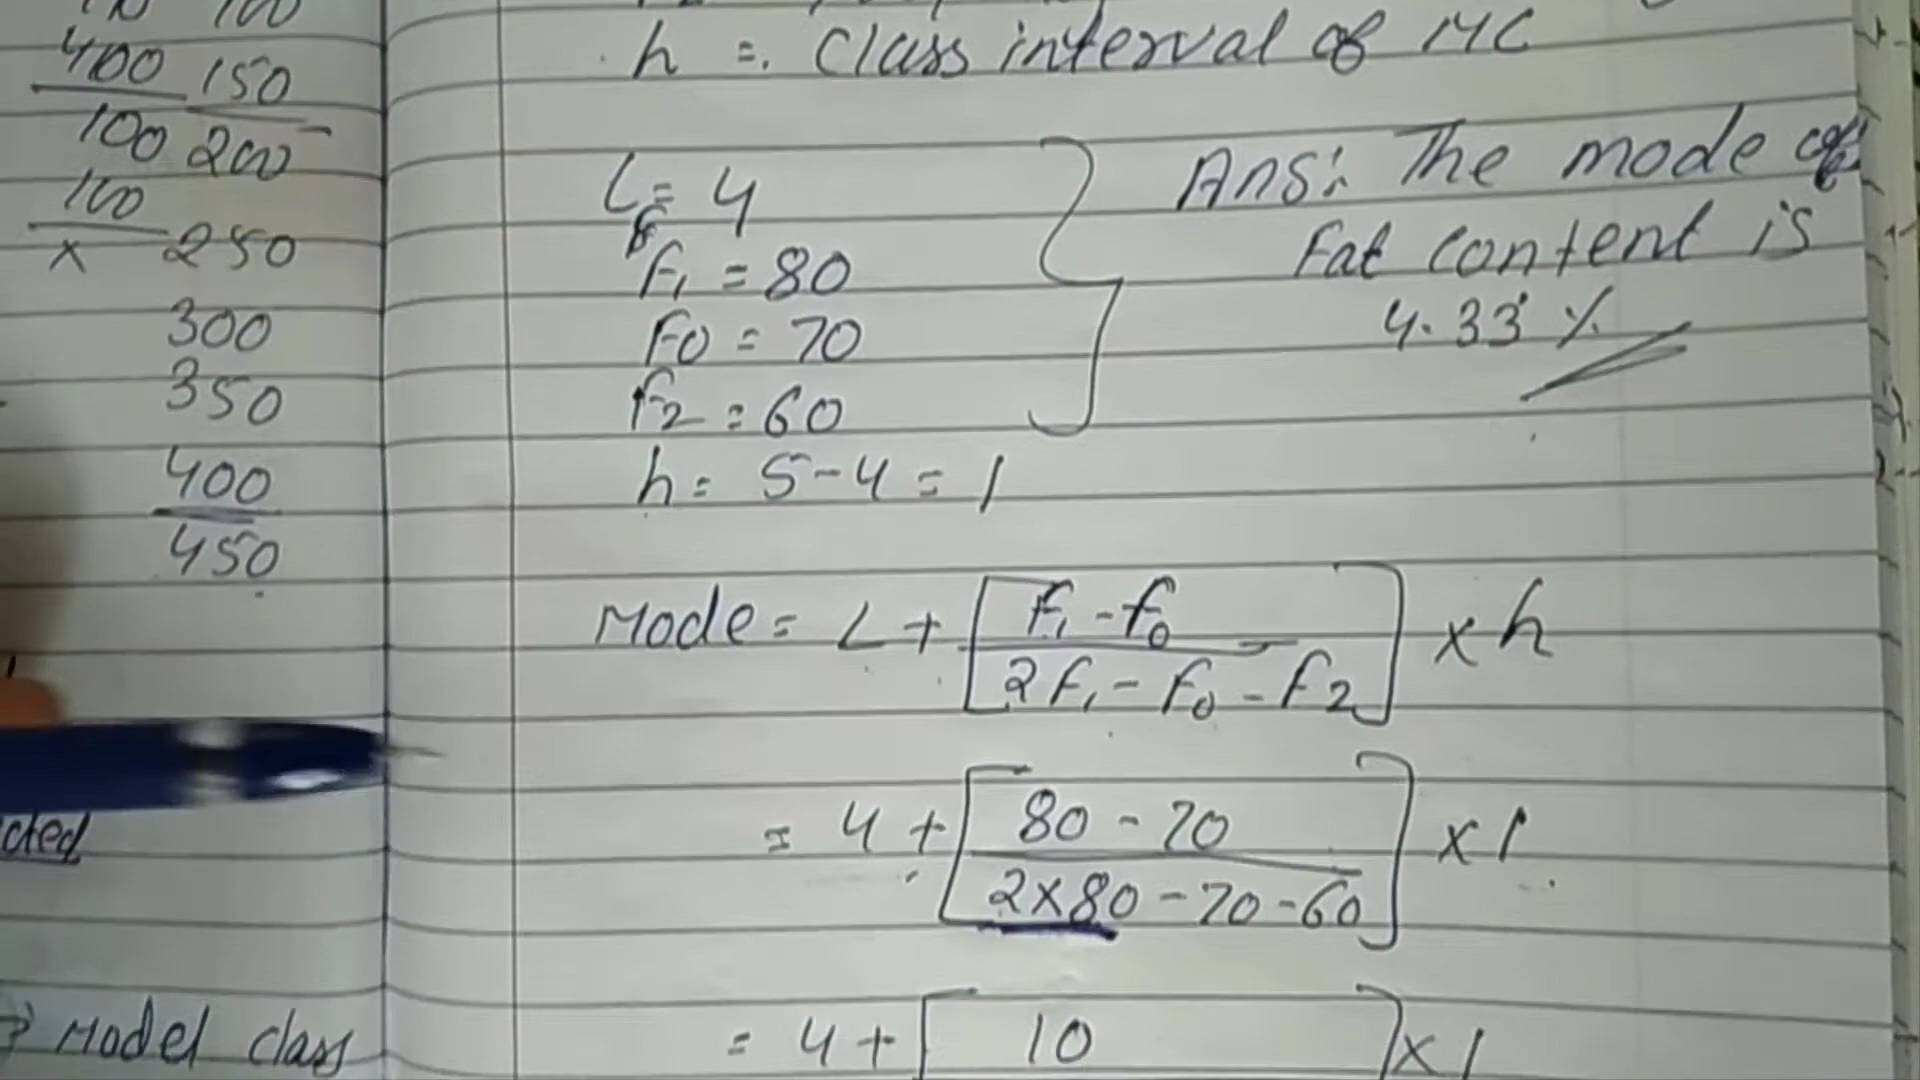 100
400 150
100 200
100
x 250
300
350
400
450
cted
Model class
h = Class interval of MC
L = 4
F1 = 80
F0 = 70
F2 = 60
h = 5 - 4 = 1
Ans: The mode of
Fat content is
4.33 %
Mode = L + [F1 - f0 / 2F1 - F0 - F2] x h
= 4 + [80 - 70 / 2x80 - 70 - 60] x 1
= 4 + [10 ] x 1